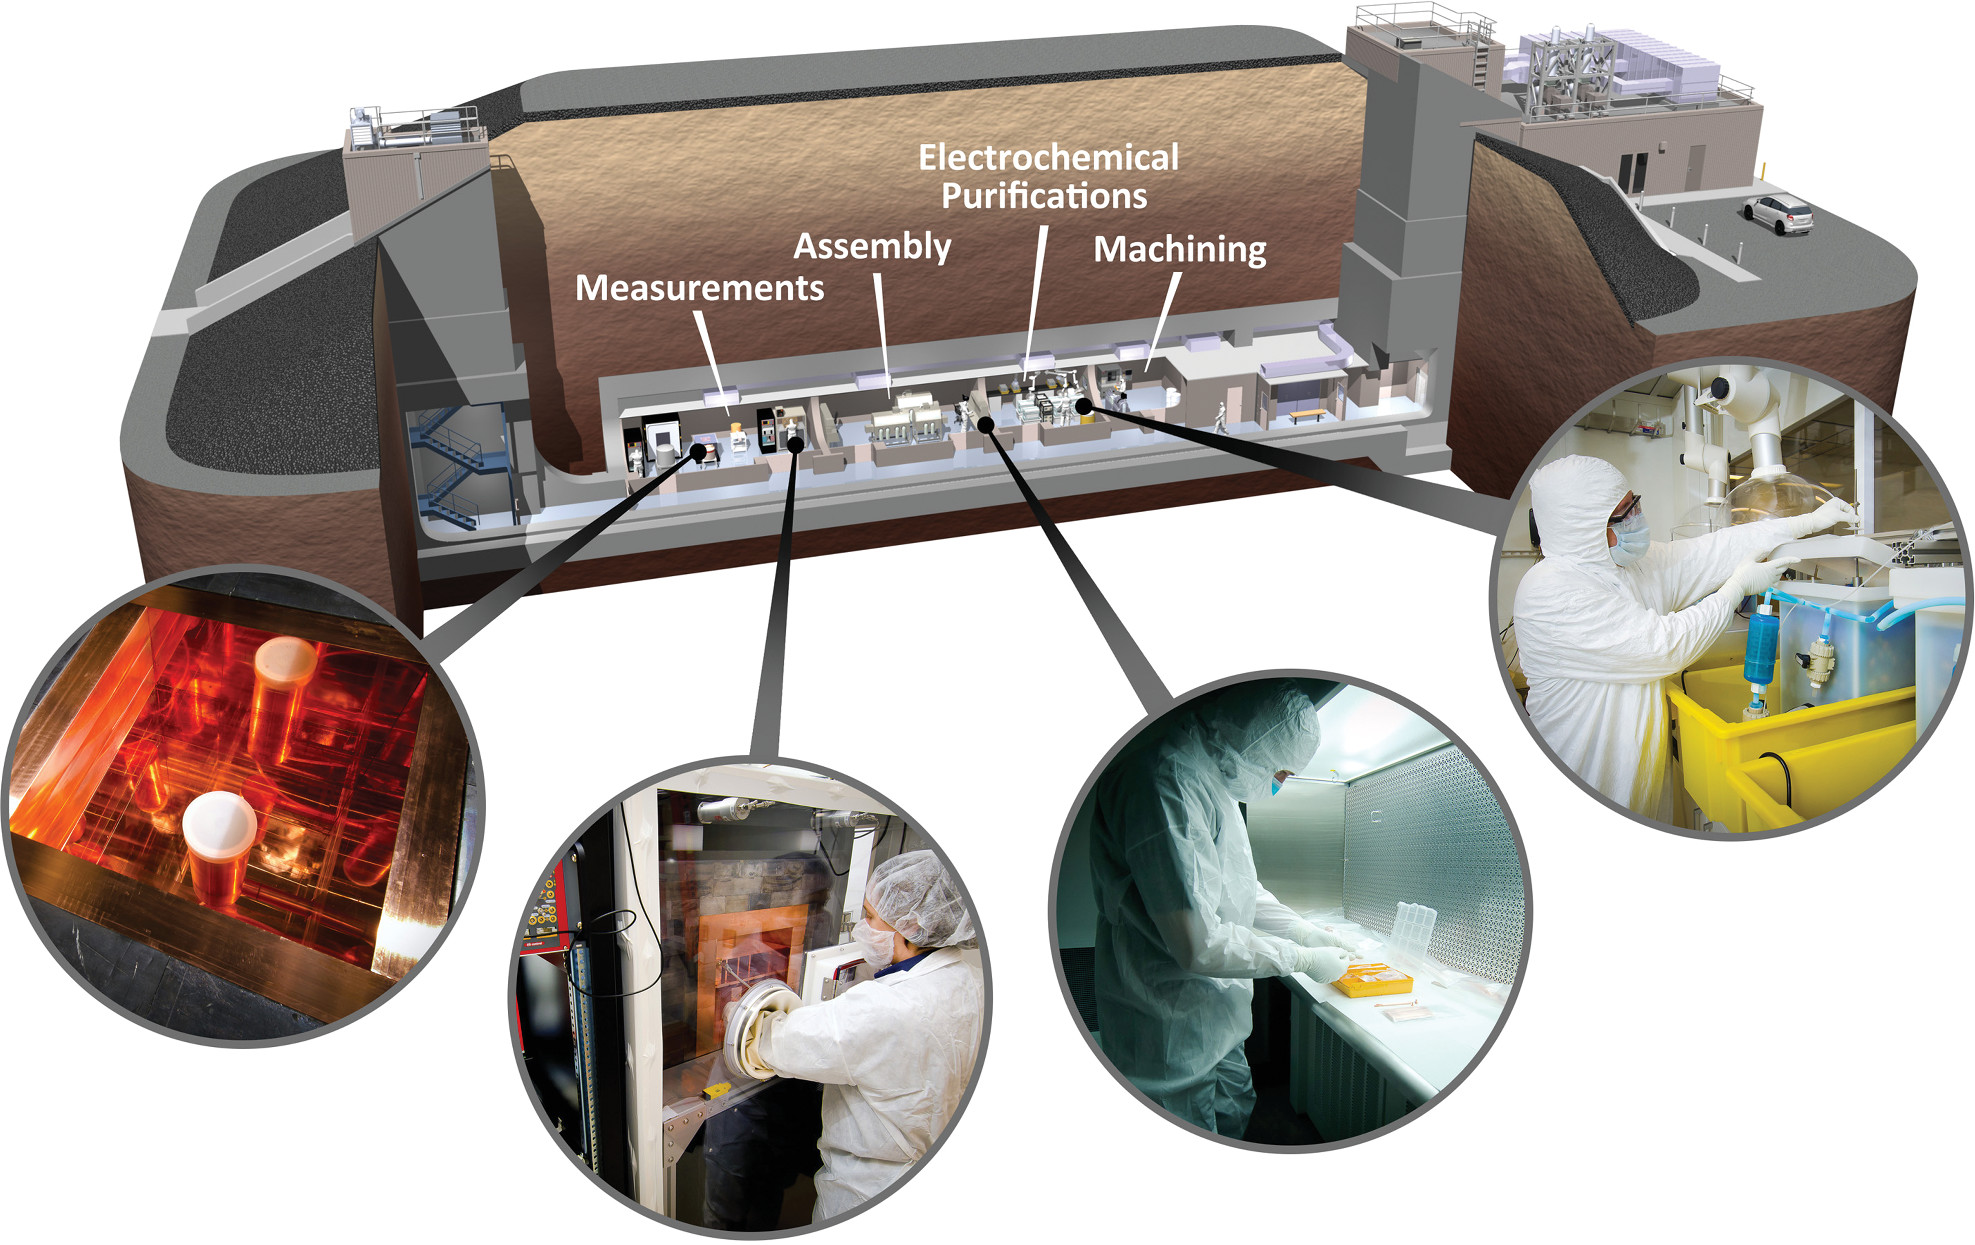 Electrochemical
Purifications
Assembly
Machining
Measurements